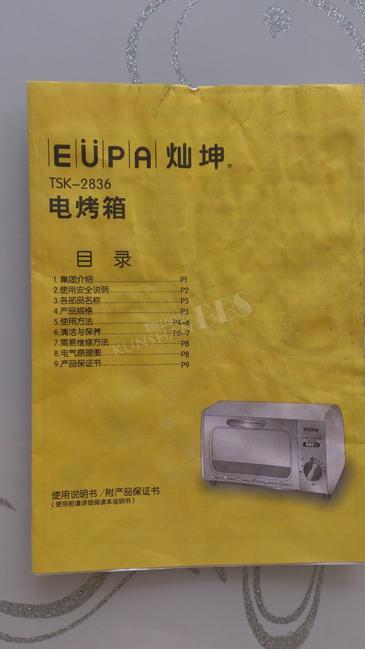 EUPA 灿坤®
TSK-2836
电烤箱
目 录
1.集团介绍 P1
2.使用安全说明 P2
3.各部品名称 P3
4.产品规格 P3
5.使用方法 P4-6
6.清洁与保养 P6-7
7.简易维修方法 P8
8.电气原理图 P8
9.产品保证书 P9
BBS
EUPA
使用说明书/附产品保证书
(使用前请详细阅读本说明书)